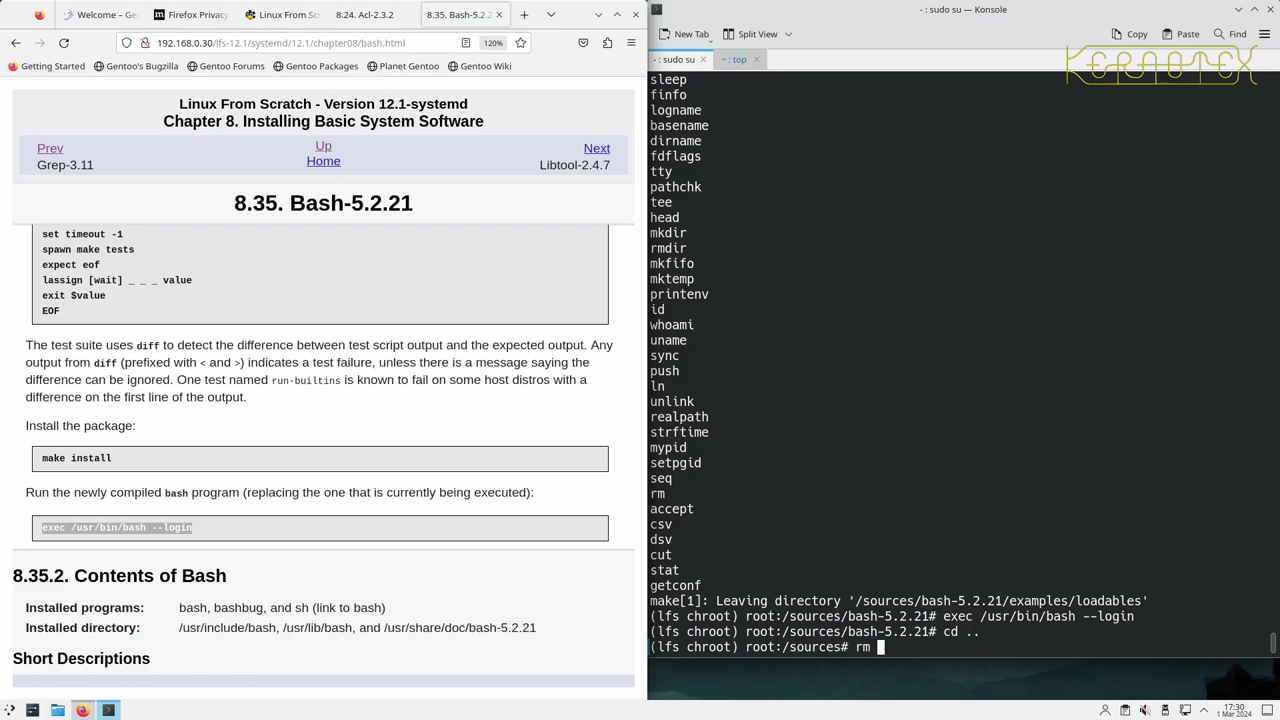 Welcome – Ge
Firefox Privacy
Linux From Scr
8.24. Acl-2.3.2
8.35. Bash-5.2.2
192.168.0.30/lfs-12.1/systemd/12.1/chapter08/bash.html
120%
Getting Started
Gentoo's Bugzilla
Gentoo Forums
Gentoo Packages
Planet Gentoo
Gentoo Wiki
Linux From Scratch - Version 12.1-systemd
Chapter 8. Installing Basic System Software
Prev
Up
Next
Grep-3.11
Home
Libtool-2.4.7
8.35. Bash-5.2.21
set timeout -1
spawn make tests
expect eof
lassign [wait] _ _ _ value
exit $value
EOF
The test suite uses diff to detect the difference between test script output and the expected output. Any
output from diff (prefixed with < and >) indicates a test failure, unless there is a message saying the
difference can be ignored. One test named run-builtins is known to fail on some host distros with a
difference on the first line of the output.
Install the package:
make install
Run the newly compiled bash program (replacing the one that is currently being executed):
exec /usr/bin/bash --login
8.35.2. Contents of Bash
Installed programs: bash, bashbug, and sh (link to bash)
Installed directory: /usr/include/bash, /usr/lib/bash, and /usr/share/doc/bash-5.2.21
Short Descriptions
- : sudo su — Konsole
New Tab
Split View
Copy
Paste
Find
- : sudo su
~ : top
KERNOTEX
sleep
finfo
logname
basename
dirname
fdflags
tty
pathchk
tee
head
mkdir
rmdir
mkfifo
mktemp
printenv
id
whoami
uname
sync
push
ln
unlink
realpath
strftime
mypid
setpgid
seq
rm
accept
csv
dsv
cut
stat
getconf
make[1]: Leaving directory '/sources/bash-5.2.21/examples/loadables'
(lfs chroot) root:/sources/bash-5.2.21# exec /usr/bin/bash --login
(lfs chroot) root:/sources/bash-5.2.21# cd ..
(lfs chroot) root:/sources# rm
17:30
1 Mar 2024